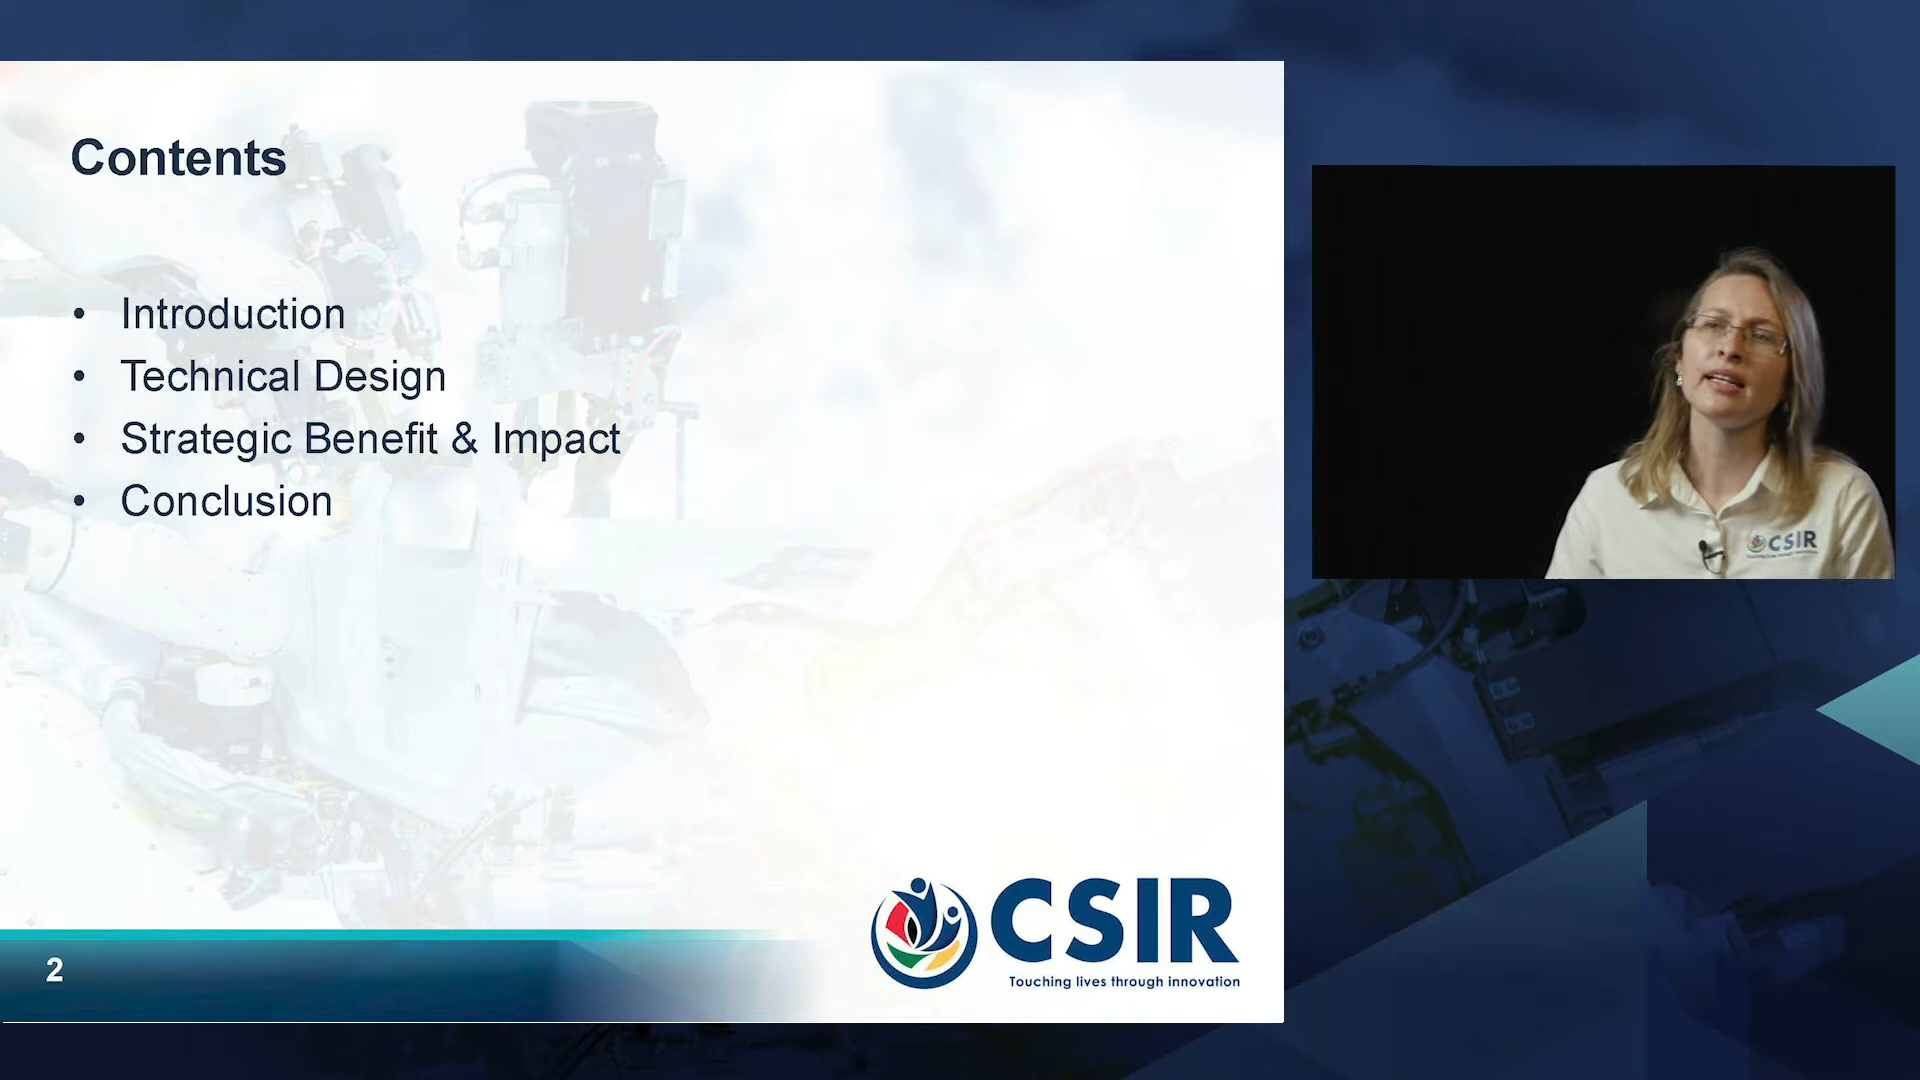 Contents
• Introduction
• Technical Design
• Strategic Benefit & Impact
• Conclusion
2
CSIR
Touching lives through innovation
CSIR